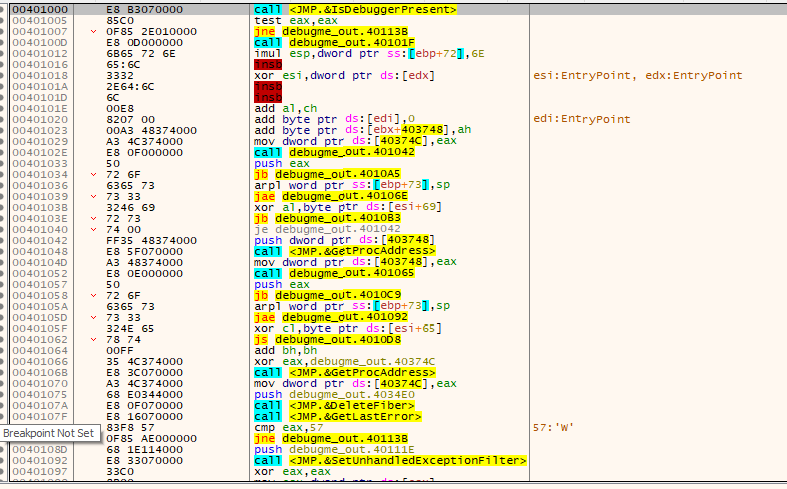 00401000 E8 B3070000 call <JMP.&IsDebuggerPresent>
00401005 85C0 test eax,eax
00401007 0F85 2E010000 jne debugme_out.40113B
0040100D E8 0D000000 call debugme_out.40101F
00401012 6B65 72 6E imul esp,dword ptr ss:[ebp+72],6E
00401016 65:6C insb
00401018 3332 xor esi,dword ptr ds:[edx] esi:EntryPoint, edx:EntryPoint
0040101A 2E64:6C insb
0040101D 6C insb
0040101E 00E8 add al,ch
00401020 8207 00 add byte ptr ds:[edi],0 edi:EntryPoint
00401023 00A3 48374000 add byte ptr ds:[ebx+403748],ah
00401029 A3 4C374000 mov dword ptr ds:[40374C],eax
0040102E E8 0F000000 call debugme_out.401042
00401033 50 push eax
00401034 72 6F jb debugme_out.4010A5
00401036 6365 73 arpl word ptr ss:[ebp+73],sp
00401039 73 33 jae debugme_out.40106E
0040103B 3246 69 xor al,byte ptr ds:[esi+69]
0040103E 72 73 jb debugme_out.4010B3
00401040 74 00 je debugme_out.401042
00401042 FF35 48374000 push dword ptr ds:[403748]
00401048 E8 5F070000 call <JMP.&GetProcAddress>
0040104D A3 48374000 mov dword ptr ds:[403748],eax
00401052 E8 0E000000 call debugme_out.401065
00401057 50 push eax
00401058 72 6F jb debugme_out.4010C9
0040105A 6365 73 arpl word ptr ss:[ebp+73],sp
0040105D 73 33 jae debugme_out.401092
0040105F 324E 65 xor cl,byte ptr ds:[esi+65]
00401062 78 74 js debugme_out.4010D8
00401064 00FF add bh,bh
00401066 35 4C374000 xor eax,debugme_out.40374C
0040106B E8 3C070000 call <JMP.&GetProcAddress>
00401070 A3 4C374000 mov dword ptr ds:[40374C],eax
00401075 68 E0344000 push debugme_out.4034E0
0040107A E8 0F070000 call <JMP.&DeleteFiber>
0040107F E8 16070000 call <JMP.&GetLastError>
Breakpoint Not Set 83F8 57 cmp eax,57 57:'W'
0F85 AE000000 jne debugme_out.40113B
0040108D 68 1E114000 push debugme_out.40111E
00401092 E8 33070000 call <JMP.&SetUnhandledExceptionFilter>
00401097 33C0 xor eax,eax